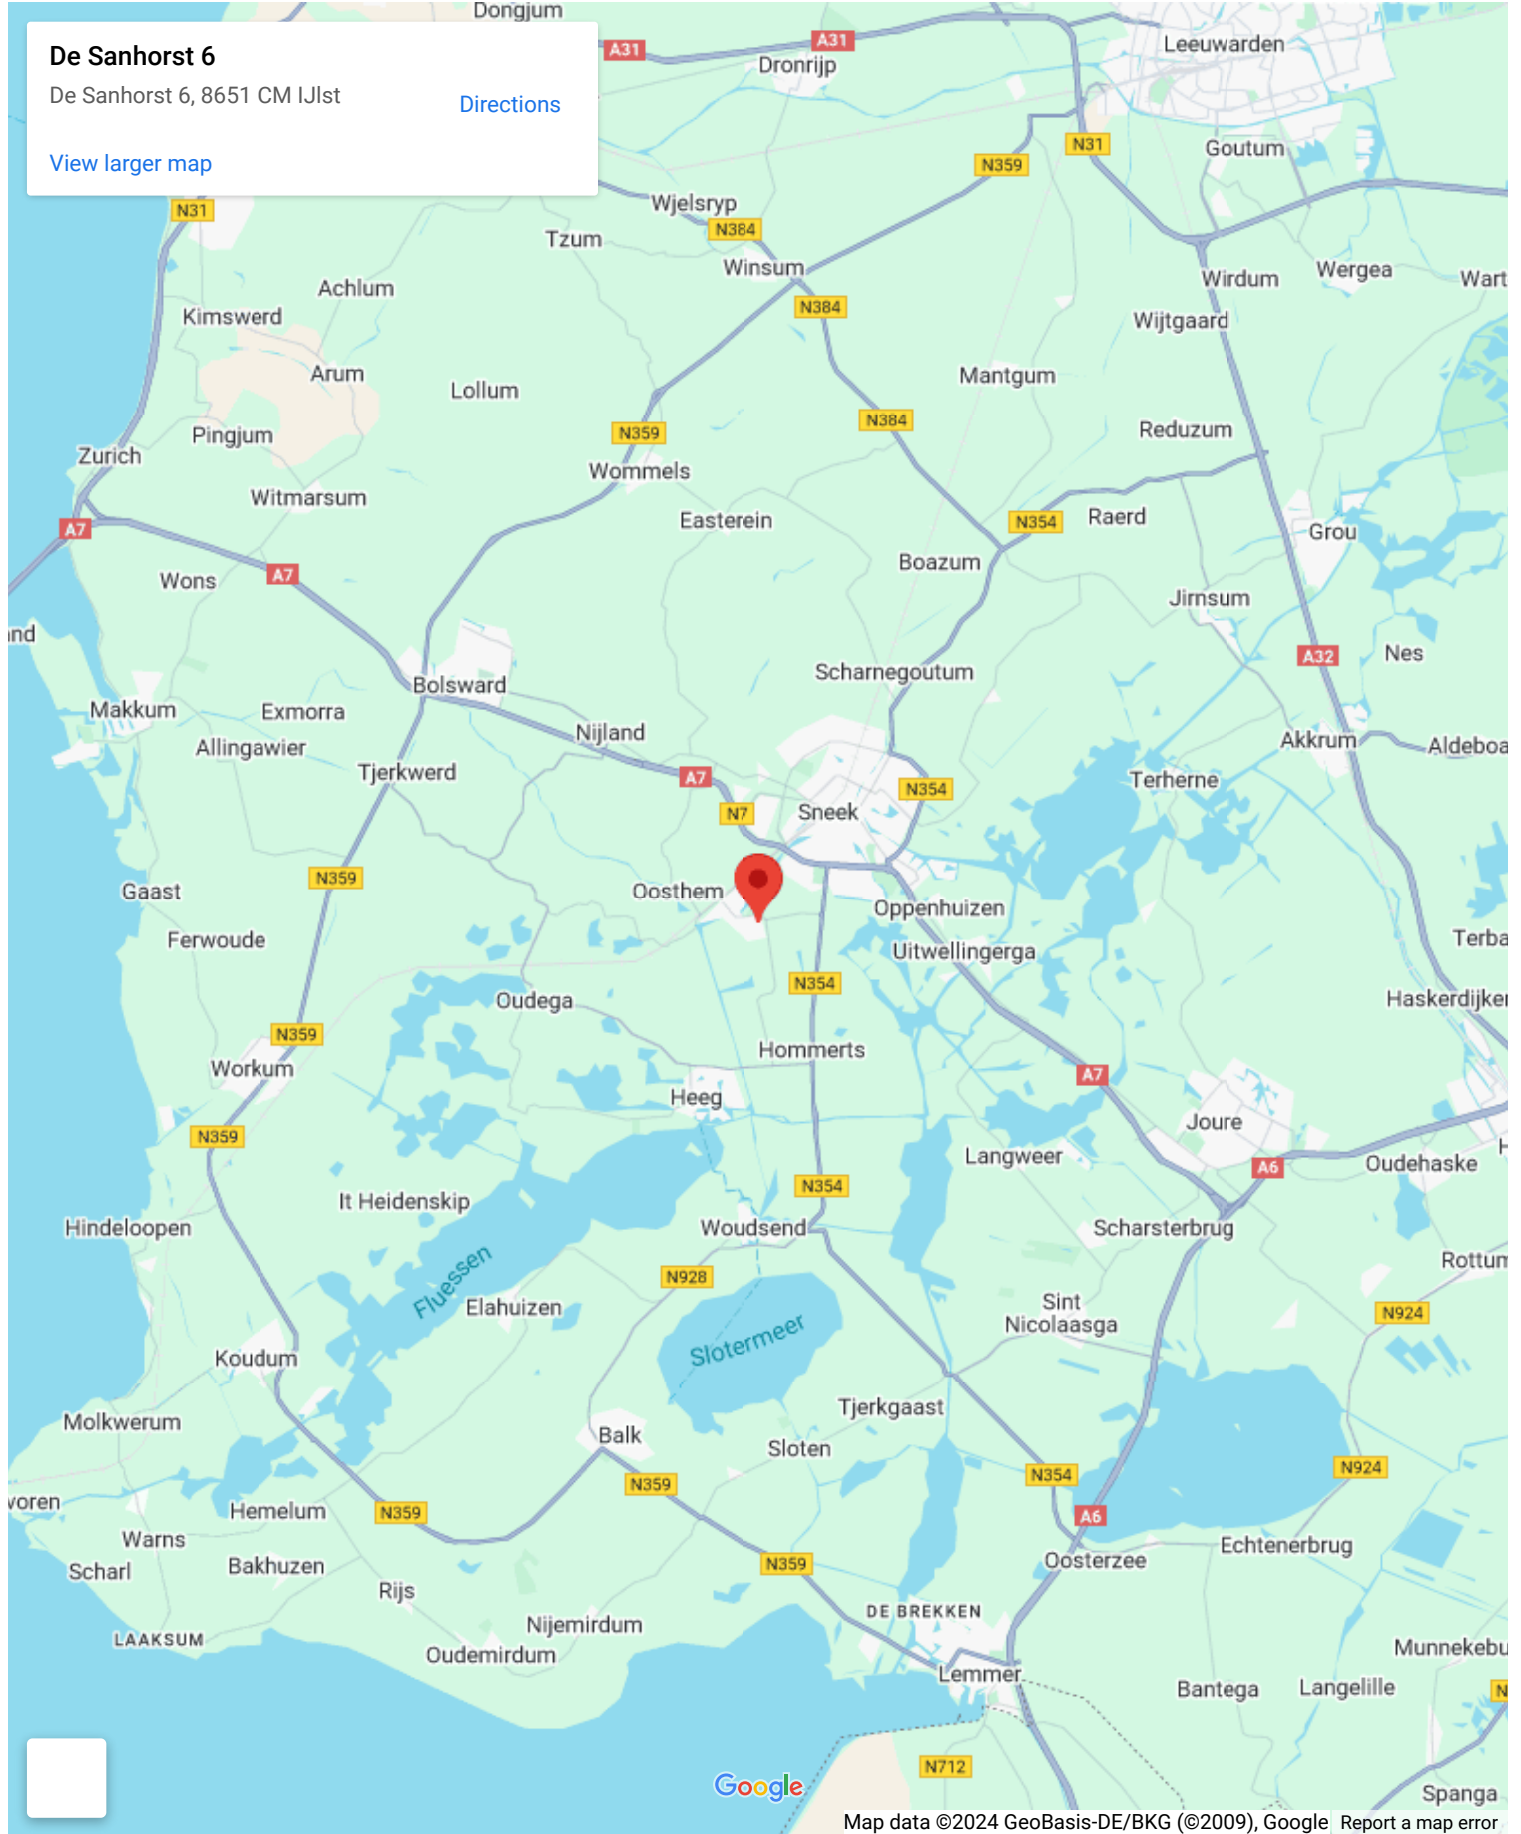 Dongjum
De Sanhorst 6
De Sanhorst 6, 8651 CM IJlst
Directions
View larger map
A31
A31
Leeuwarden
Dronrijp
N31
Goutum
N359
Wjelsryp
N31
N384
Tzum
Winsum
Wirdum
Wergea
Wart
Achlum
N384
Kimswerd
Wijtgaard
Arum
Lollum
Mantgum
N384
Pingjum
N359
Reduzum
Zurich
Wommels
Witmarsum
Easterein
N354
Raerd
A7
Grou
Boazum
A7
Wons
Jirnsum
and
A32
Nes
Scharnegoutum
Bolsward
Makkum
Exmorra
Nijland
Allingawier
Akkrum
Aldeboa
Tjerkwerd
A7
Terherne
N354
N7
Sneek
N359
Gaast
Oosthem
Oppenhuizen
Ferwoude
Uitwellingerga
Terba
N354
Oudega
Haskerdijken
N359
Hommerts
Workum
A7
Heeg
Joure
N359
Langweer
A6
Oudehaske
H
N354
It Heidenskip
Hindeloopen
Woudsend
Scharsterbrug
Fluessen
Rottum
N928
Elahuizen
Sint
Nicolaasga
N924
Slotermeer
Koudum
Tjerkgaast
Molkwerum
Balk
Sloten
N354
N924
N359
voren
Hemelum
N359
A6
Warns
Echtenerbrug
Scharl
Bakhuzen
N359
Oosterzee
Rijs
DE BREKKEN
Nijemirdum
LAAKSUM
Oudemirdum
Munnekebu
Lemmer
Bantega
Langelille
N
N712
Google
Spanga
Map data ©2024 GeoBasis-DE/BKG (©2009), Google
Report a map error